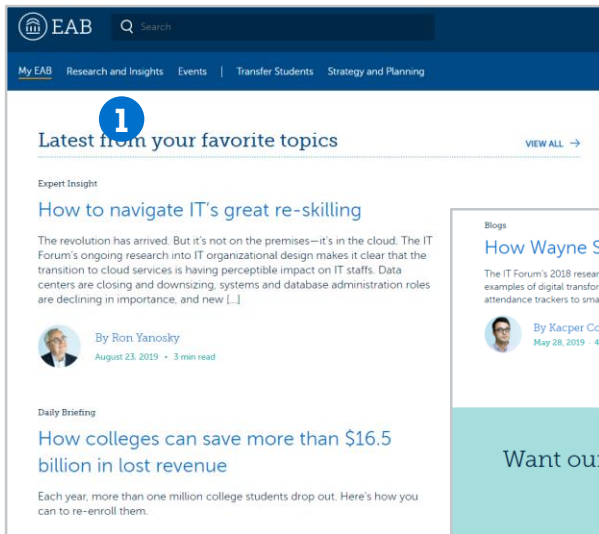 EAB
Search
My EAB Research and Insights Events | Transfer Students Strategy and Planning
1
Latest from your favorite topics
VIEW ALL →
Expert Insight
How to navigate IT's great re-skilling
The revolution has arrived. But it's not on the premises—it's in the cloud. The IT
Forum's ongoing research into IT organizational design makes it clear that the
transition to cloud services is having perceptible impact on IT staffs. Data
centers are closing and downsizing, systems and database administration roles
are declining in importance, and new [...]
By Ron Yanosky
August 23, 2019 • 3 min read
Daily Briefing
How colleges can save more than $16.5
billion in lost revenue
Each year, more than one million college students drop out. Here's how you
can to re-enroll them.
Blogs
How Wayne S
The IT Forum's 2018 resear
examples of digital transfor
attendance trackers to sma
By Kacper Co
May 28, 2019 · 4
Want our